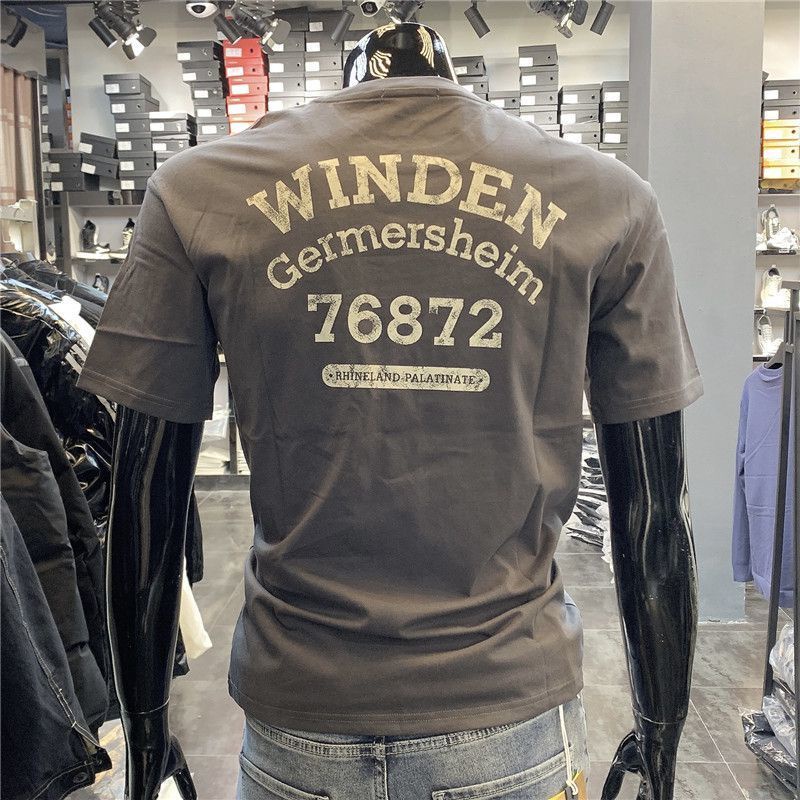 WINDEN
Germersheim
76872
•RHINELAND-PALATINATE•